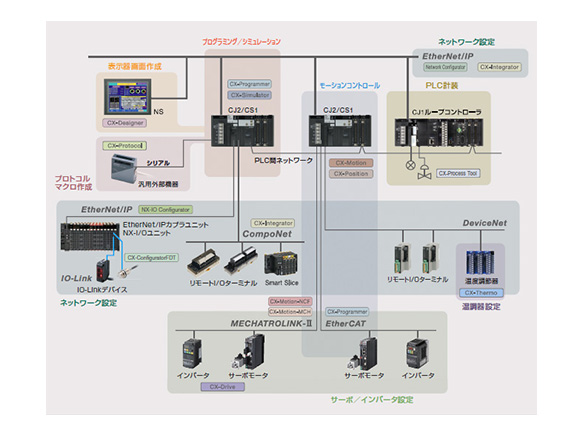 プログラミング／シミュレーション
ネットワーク設定
EtherNet/IP
Network Configurator
CX-Integrator
表示器画面作成
CX-Programmer
CX-Simulator
モーションコントロール
PLC計装
NS
CJ2/CS1
CJ2/CS1
CJ1ループコントローラ
CX-Designer
CX-Protocol
シリアル
PLC間ネットワーク
CX-Motion
CX-Position
CX-Process Tool
プロトコル
マクロ作成
汎用外部機器
EtherNet/IP
NX-IO Configurator
EtherNet/IPカプラユニット
NX-I/Oユニット
CX-Integrator
CompoNet
DeviceNet
CX-ConfiguratorFDT
IO-Link
IO-Linkデバイス
リモートI/Oターミナル
Smart Slice
リモートI/Oターミナル
温度調節器
CX-Thermo
ネットワーク設定
温調器設定
CX-Motion-NCF
CX-Motion-MCH
CX-Programmer
MECHATROLINK-II
EtherCAT
インバータ
サーボモータ
サーボモータ
インバータ
CX-Drive
サーボ／インバータ設定